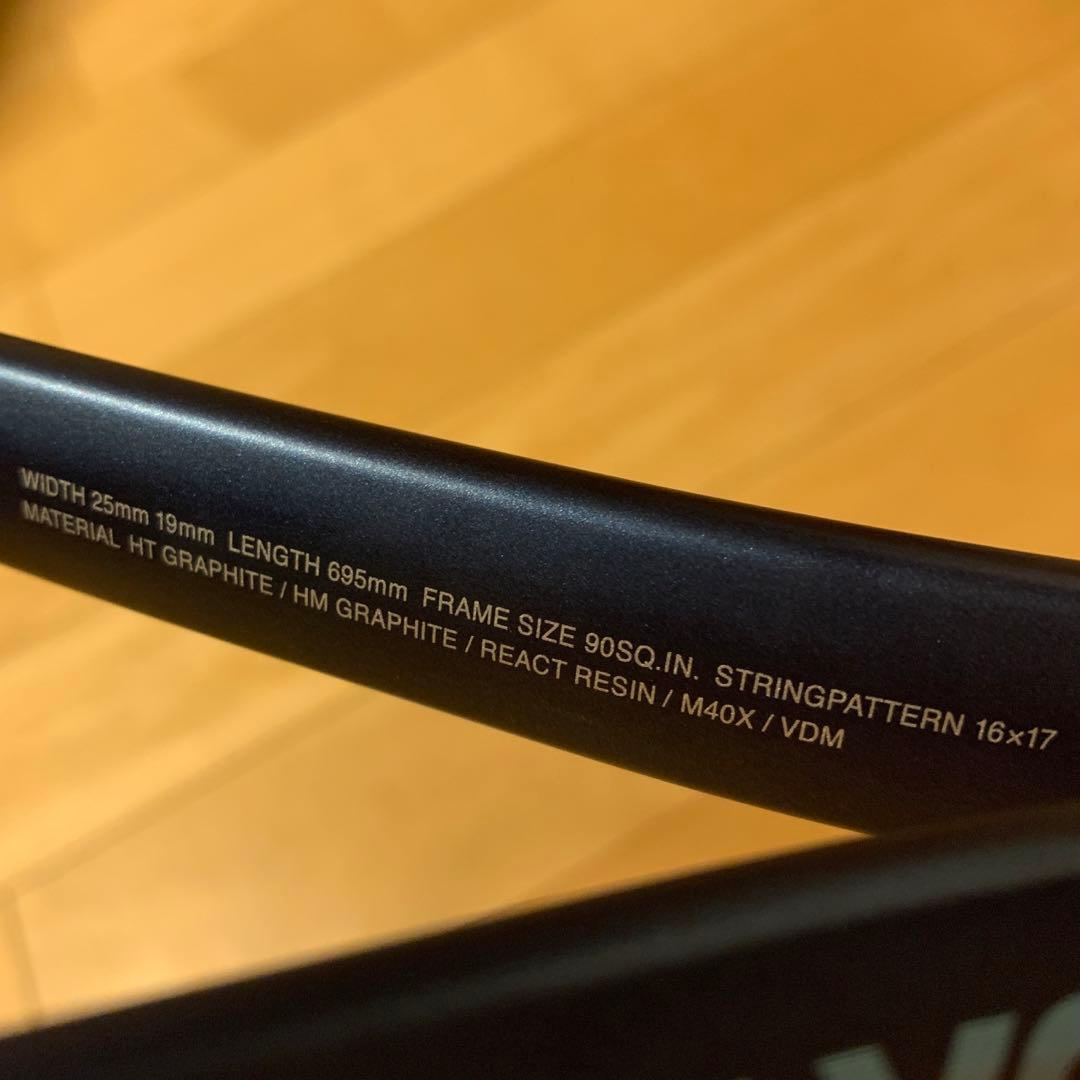 WIDTH 25mm 19mm LENGTH 695mm FRAME SIZE 90SQ.IN. STRINGPATTERN 16×17
MATERIAL HT GRAPHITE / HM GRAPHITE / REACT RESIN / M40X / VDM